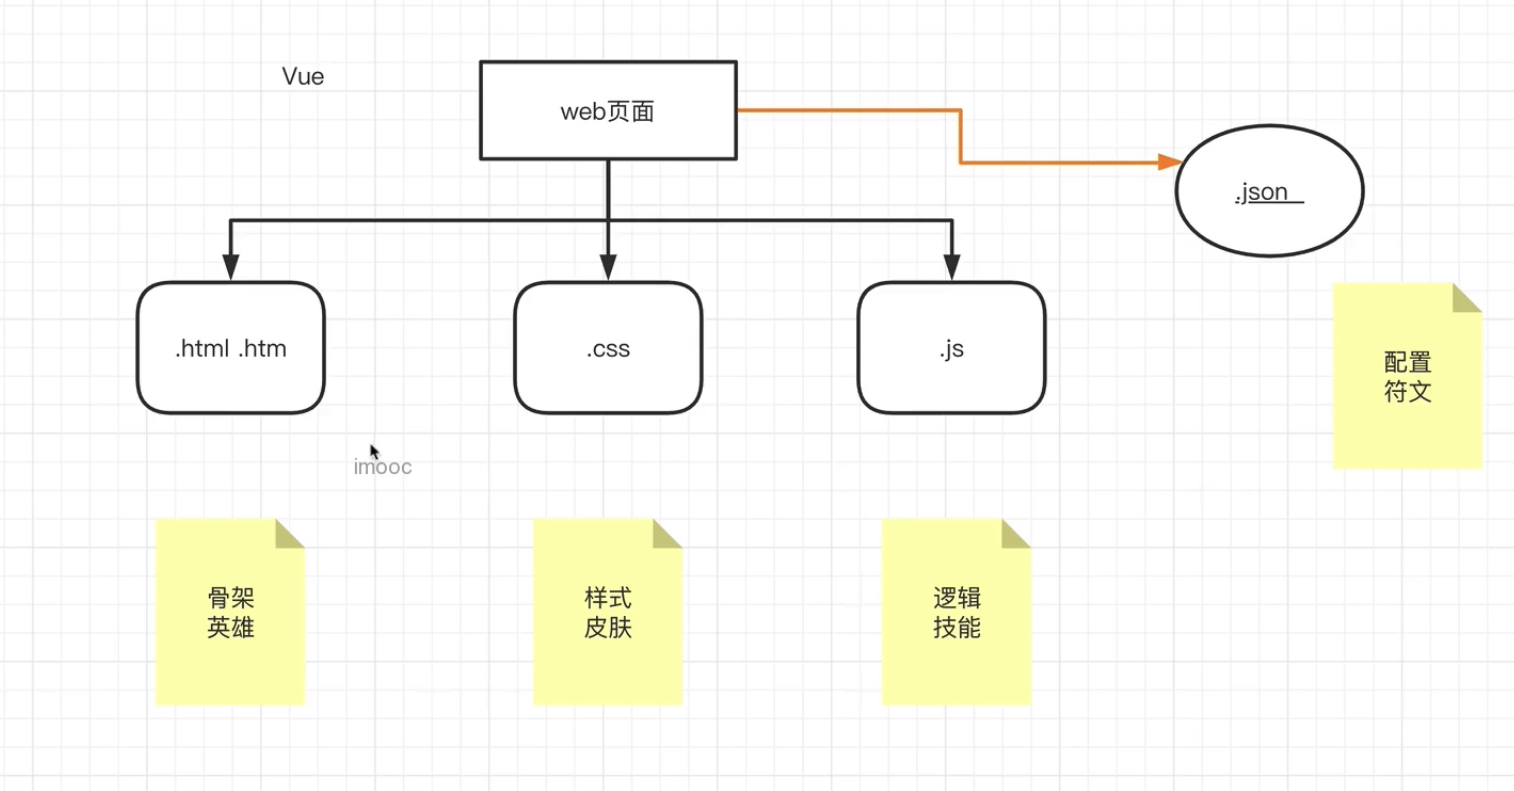 Vue
web页面
.json
.html .htm
.css
.js
配置
符文
imooc
骨架
英雄
样式
皮肤
逻辑
技能